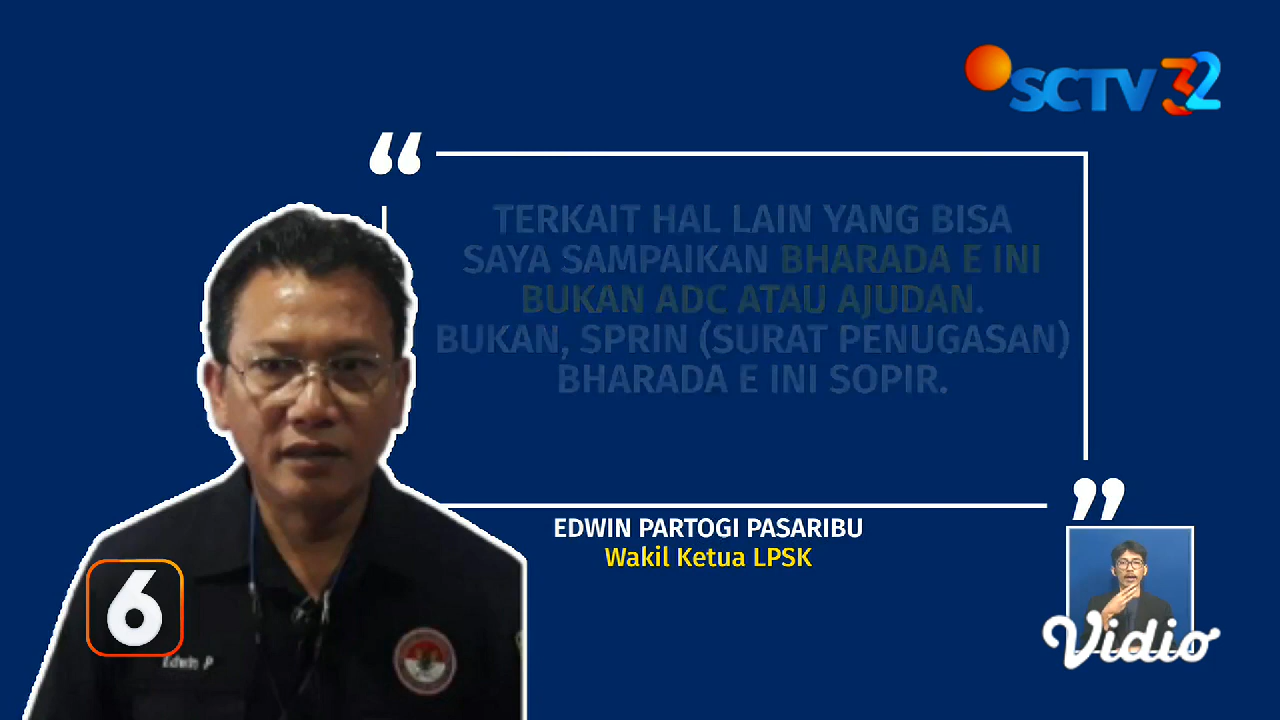 SCTV 32
“
TERKAIT HAL LAIN YANG BISA
SAYA SAMPAIKAN BHARADA E INI
BUKAN ADC ATAU AJUDAN.
BUKAN, SPRIN (SURAT PENUGASAN)
BHARADA E INI SOPIR.
”
EDWIN PARTOGI PASARIBU
Wakil Ketua LPSK
6
Edwin P
Vidio